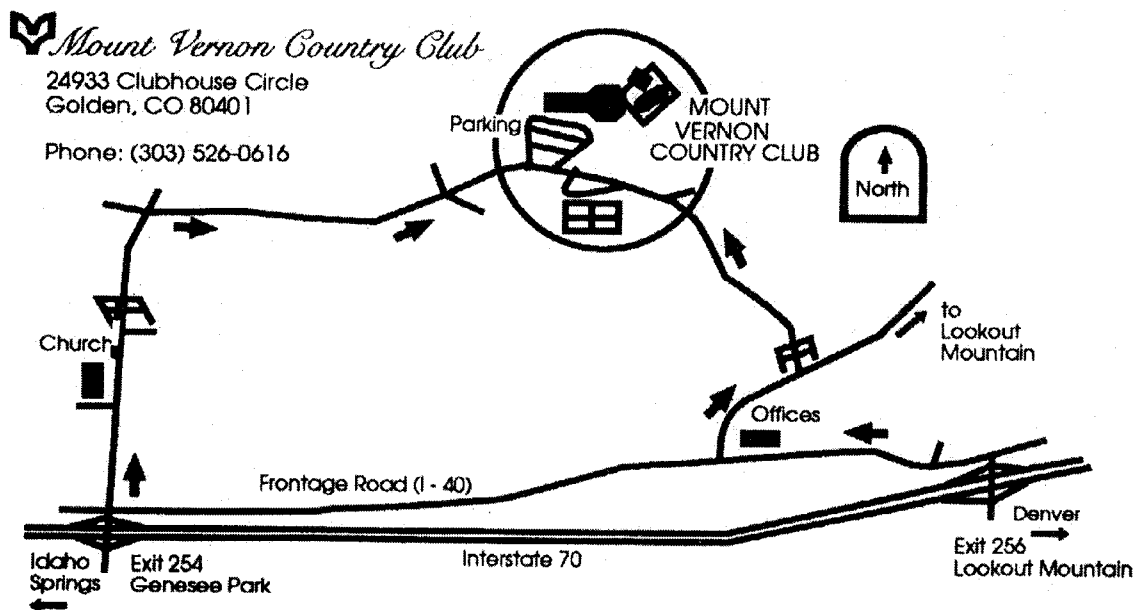 Mount Vernon Country Club
24933 Clubhouse Circle
Golden, CO 80401
Phone: (303) 526-0616
Parking
MOUNT
VERNON
COUNTRY CLUB
North
to
Lookout
Mountain
Church
Offices
Frontage Road (I - 40)
Interstate 70
Idaho
Springs
Exit 254
Genesee Park
Denver
Exit 256
Lookout Mountain